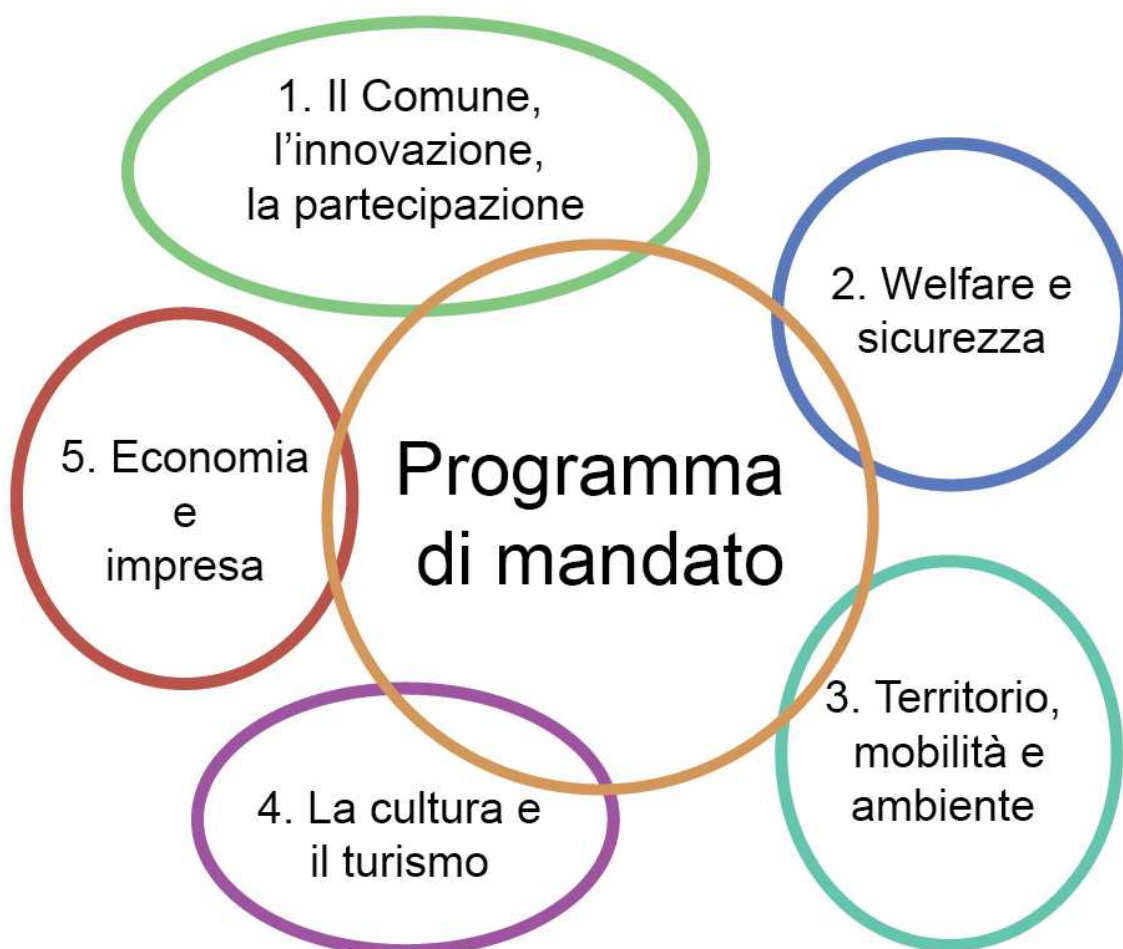 1. Il Comune,
l’innovazione,
la partecipazione
2. Welfare e
sicurezza
Programma
di mandato
5. Economia
e
impresa
3. Territorio,
mobilità e
ambiente
4. La cultura e
il turismo